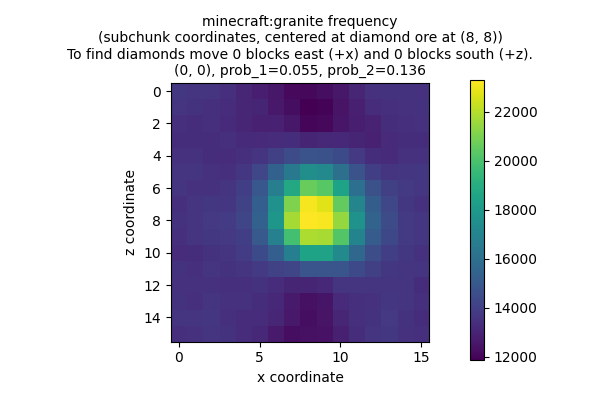 minecraft:granite frequency
(subchunk coordinates, centered at diamond ore at (8, 8))
To find diamonds move 0 blocks east (+x) and 0 blocks south (+z).
(0, 0), prob_1=0.055, prob_2=0.136
0
2
4
6
8
10
12
14
z coordinate
0 5 10 15
x coordinate
22000
20000
18000
16000
14000
12000